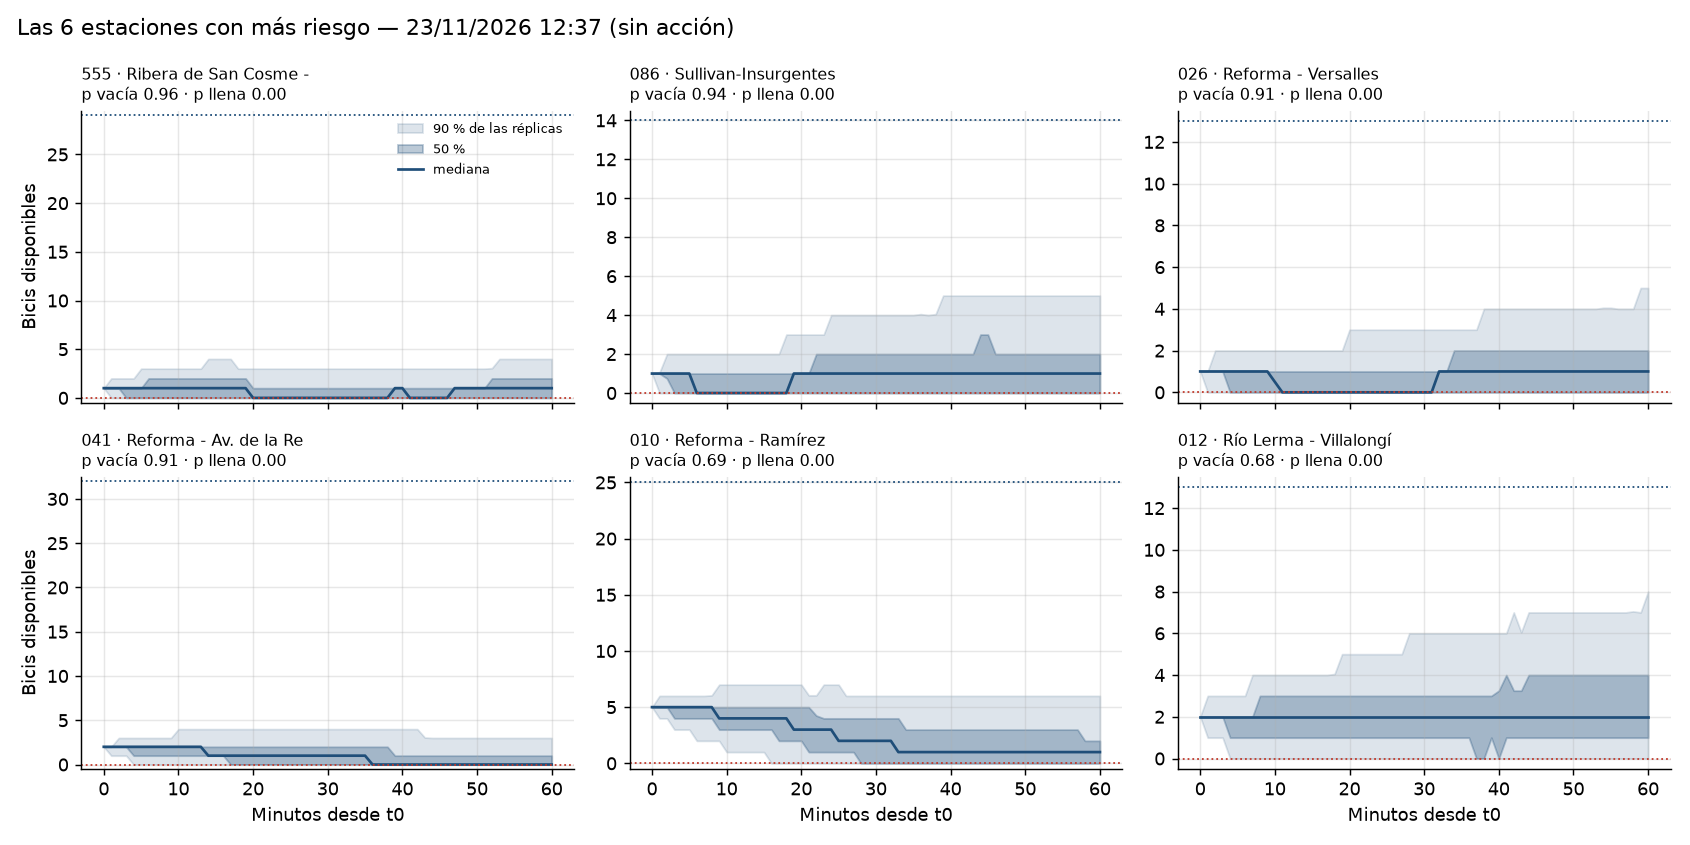 Las 6 estaciones con más riesgo — 23/11/2026 12:37 (sin acción)
555 · Ribera de San Cosme -
p vacía 0.96 · p llena 0.00
90 % de las réplicas
50 %
mediana
Bicis disponibles
25
20
15
10
5
0
086 · Sullivan-Insurgentes
p vacía 0.94 · p llena 0.00
14
12
10
8
6
4
2
0
026 · Reforma - Versalles
p vacía 0.91 · p llena 0.00
12
10
8
6
4
2
0
041 · Reforma - Av. de la Re
p vacía 0.91 · p llena 0.00
Bicis disponibles
30
25
20
15
10
5
0
0 10 20 30 40 50 60
Minutos desde t0
010 · Reforma - Ramírez
p vacía 0.69 · p llena 0.00
25
20
15
10
5
0
0 10 20 30 40 50 60
Minutos desde t0
012 · Río Lerma - Villalongí
p vacía 0.68 · p llena 0.00
12
10
8
6
4
2
0
0 10 20 30 40 50 60
Minutos desde t0